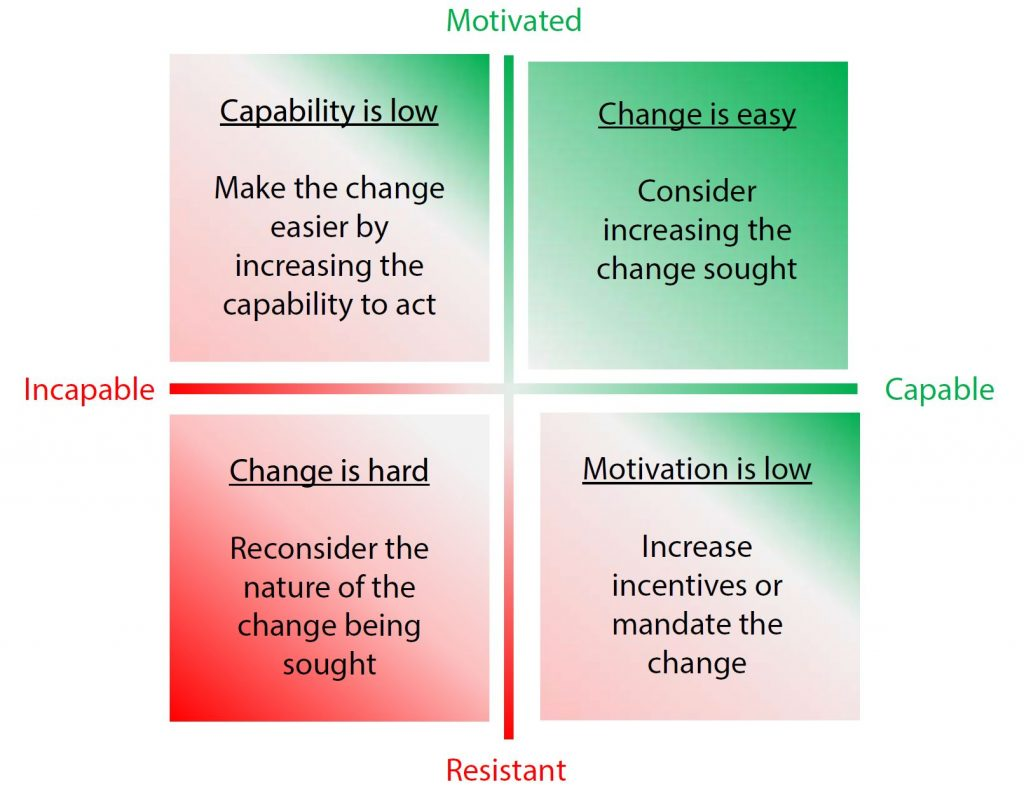 Motivated
Capability is low
Make the change
easier by
increasing the
capability to act
Change is easy
Consider
increasing the
change sought
Incapable
Capable
Change is hard
Reconsider the
nature of the
change being
sought
Motivation is low
Increase
incentives or
mandate the
change
Resistant